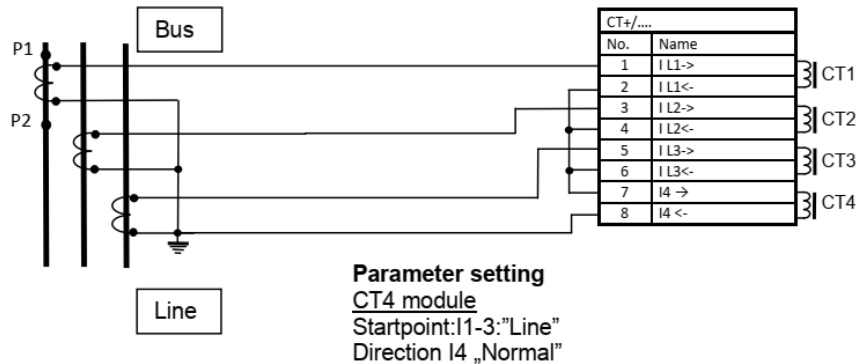 Bus
P1
P2
Line
CT+/....
No. Name
1 I L1->
2 I L1<-
3 I L2->
4 I L2<-
5 I L3->
6 I L3<-
7 I4 →
8 I4 <-
CT1
CT2
CT3
CT4
Parameter setting
CT4 module
Startpoint:I1-3:”Line”
Direction I4 „Normal”